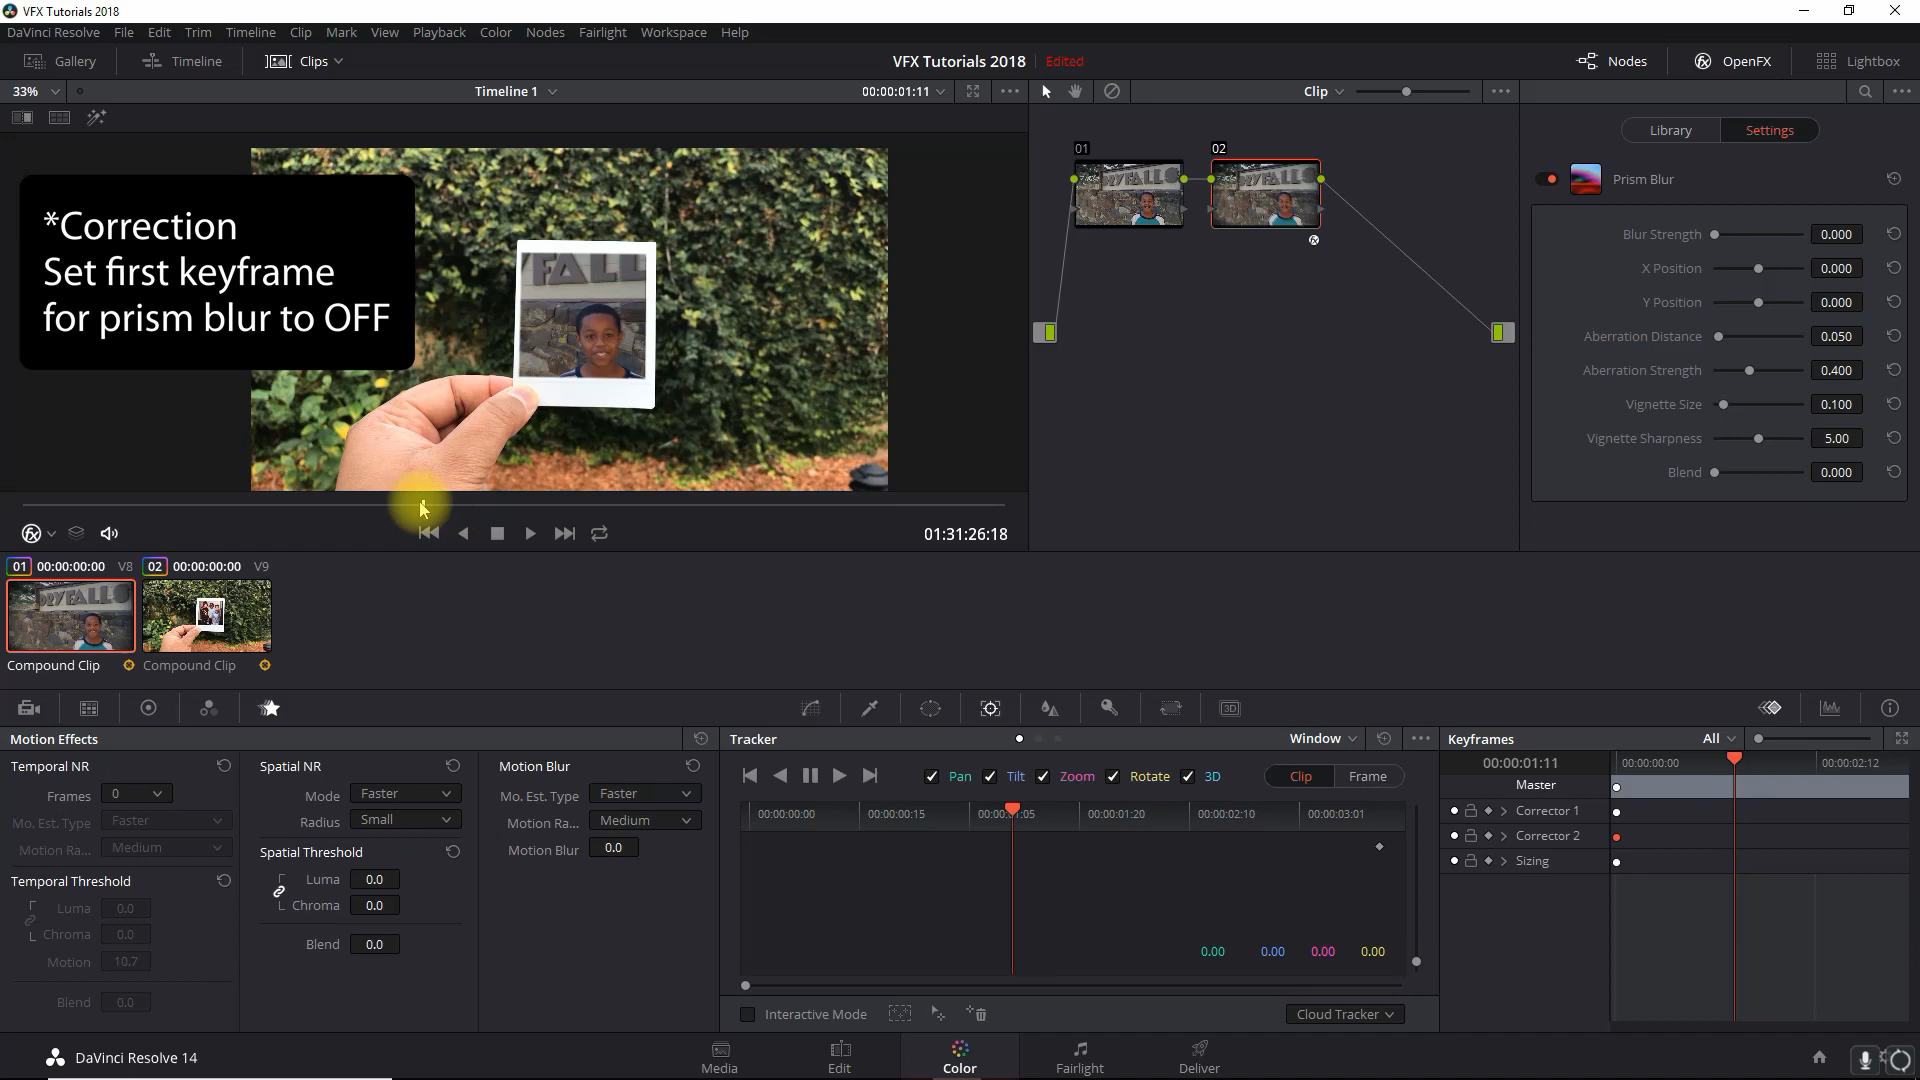 VFX Tutorials 2018
DaVinci Resolve File Edit Trim Timeline Clip Mark View Playback Color Nodes Fairlight Workspace Help
Gallery Timeline Clips VFX Tutorials 2018 Edited Nodes OpenFX Lightbox
33% Timeline 1 00:00:01:11 Clip
Library Settings
Prism Blur
Blur Strength 0.000
X Position 0.000
Y Position 0.000
Aberration Distance 0.050
Aberration Strength 0.400
Vignette Size 0.100
Vignette Sharpness 5.00
Blend 0.000
01 02
*Correction
Set first keyframe
for prism blur to OFF
01:31:26:18
01 00:00:00:00 V8 02 00:00:00:00 V9
Compound Clip Compound Clip
Motion Effects
Temporal NR
Frames 0
Mo. Est. Type Faster
Motion Ra... Medium
Temporal Threshold
Luma 0.0
Chroma 0.0
Motion 10.7
Blend 0.0
Spatial NR
Mode Faster
Radius Small
Spatial Threshold
Luma 0.0
Chroma 0.0
Blend 0.0
Motion Blur
Mo. Est. Type Faster
Motion Ra... Medium
Motion Blur 0.0
Tracker Window
Pan Tilt Zoom Rotate 3D Clip Frame
00:00:00:00 00:00:00:15 00:00:01:05 00:00:01:20 00:00:02:10 00:00:03:01
0.00 0.00 0.00 0.00
Interactive Mode Cloud Tracker
Keyframes All
00:00:01:11 00:00:00:00 00:00:02:12
Master
Corrector 1
Corrector 2
Sizing
3D
DaVinci Resolve 14
Media Edit Color Fairlight Deliver